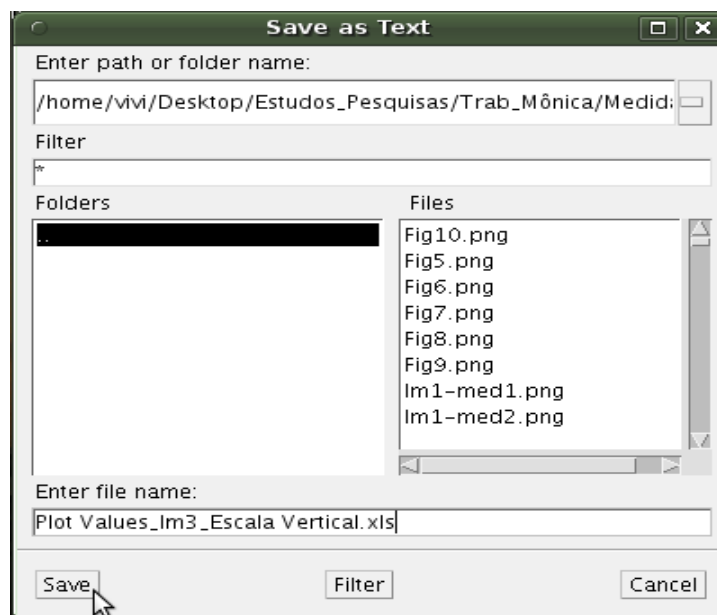 Save as Text
Enter path or folder name:
/home/vivi/Desktop/Estudos_Pesquisas/Trab_Mônica/Medid
Filter
*
Folders
Files
..
Fig10.png
Fig5.png
Fig6.png
Fig7.png
Fig8.png
Fig9.png
Im1-med1.png
Im1-med2.png
Enter file name:
Plot Values_Im3_Escala Vertical.xls
Save
Filter
Cancel